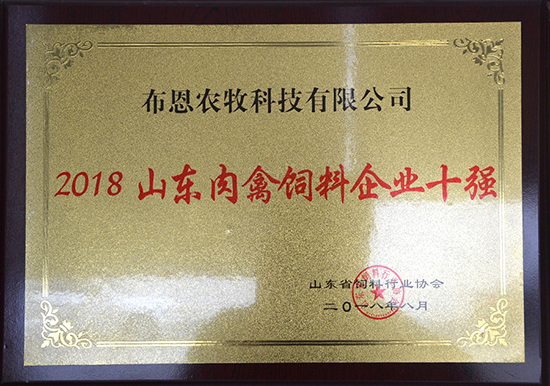 布恩农牧科技有限公司
2018 山东肉禽饲料企业十强
山东省饲料行业协会
二〇一八年八月